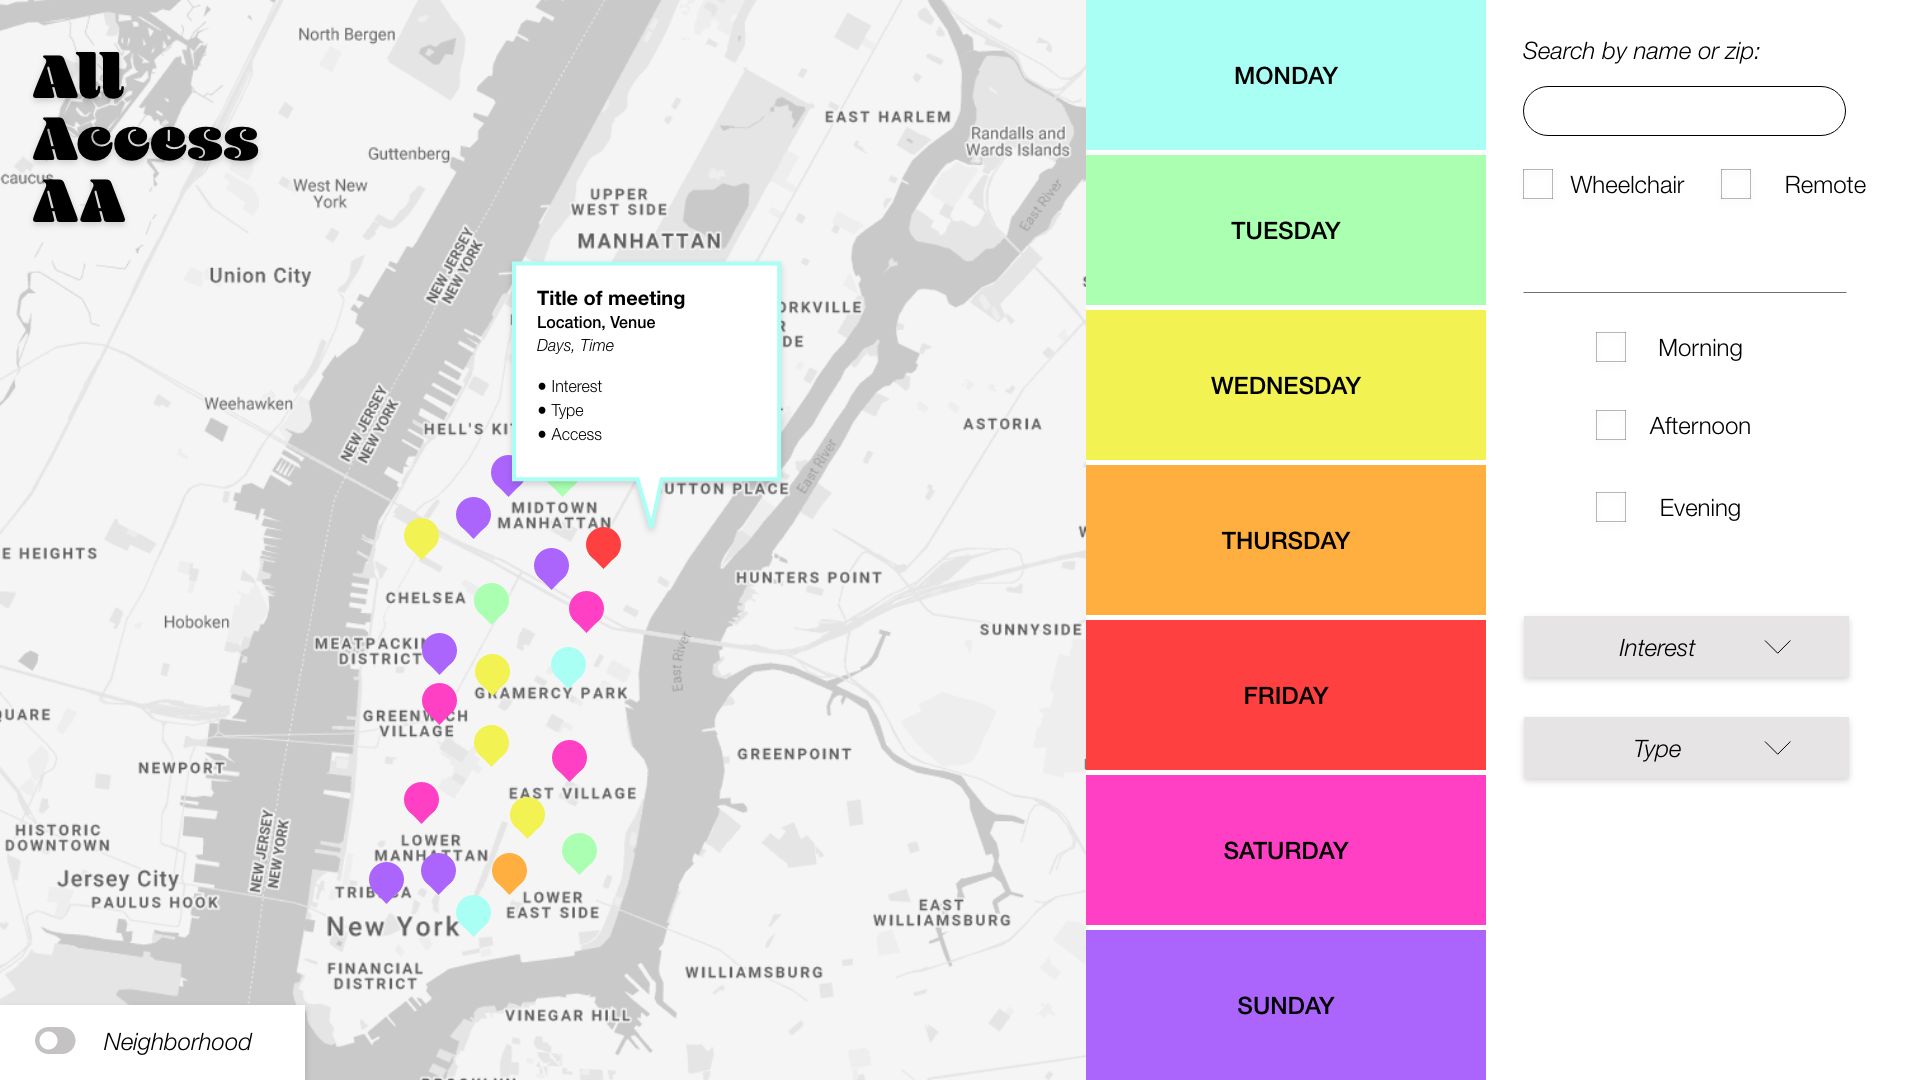 All
Access
AA
North Bergen
Guttenberg
West New
York
Union City
Weehawken
NEW JERSEY
NEW YORK
NEW JERSEY
NEW YORK
NEW JERSEY
NEW YORK
EAST HARLEM
Randalls and
Wards Islands
East River
UPPER
WEST SIDE
MANHATTAN
Title of meeting
Location, Venue
Days, Time
• Interest
• Type
• Access
ORKVILLE
DE
HELL'S KI
ASTORIA
East River
UTTON PLACE
MIDTOWN
MANHATTAN
E HEIGHTS
HUNTERS POINT
CHELSEA
Hoboken
SUNNYSIDE
MEATPACKI
DISTRICT
East River
GRAMERCY PARK
UARE
GREENWICH
VILLAGE
GREENPOINT
NEWPORT
EAST VILLAGE
HISTORIC
DOWNTOWN
LOWER
MANHATTAN
Jersey City
PAULUS HOOK
LOWER
EAST SIDE
New York
EAST
WILLIAMSBURG
FINANCIAL
DISTRICT
WILLIAMSBURG
VINEGAR HILL
Neighborhood
MONDAY
TUESDAY
WEDNESDAY
THURSDAY
FRIDAY
SATURDAY
SUNDAY
Search by name or zip:
Wheelchair
Remote
Morning
Afternoon
Evening
Interest
Type